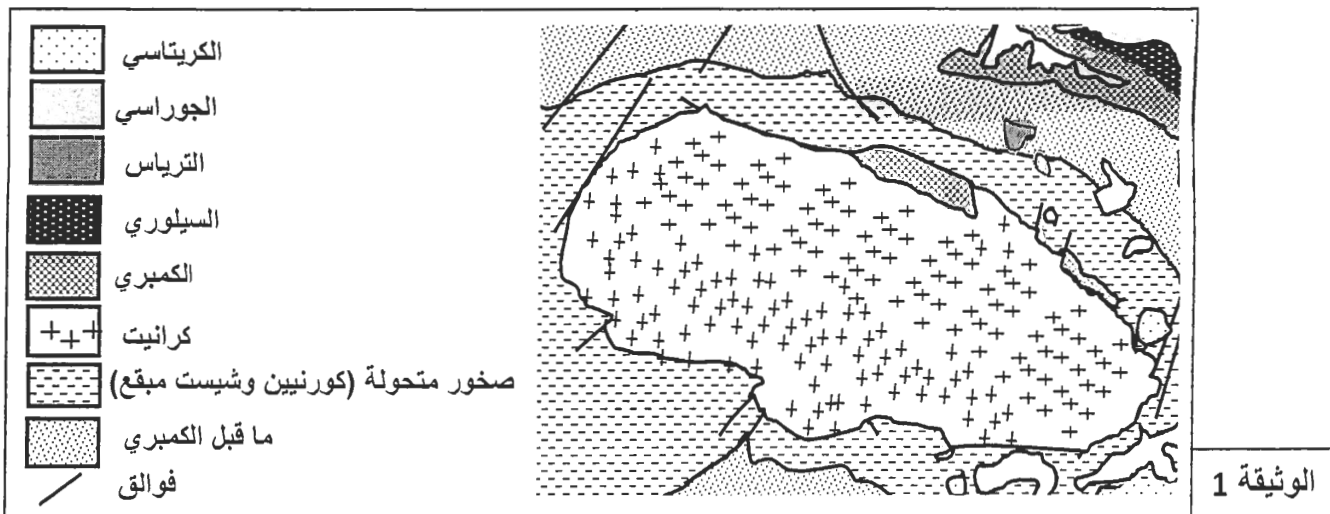 الكريتاسي
الجوراسي
الترياس
السيلوري
الكمبري
كرانيت
صخور متحولة (كورنيين وشيست مبقع)
ما قبل الكمبري
فوالق
الوثيقة 1